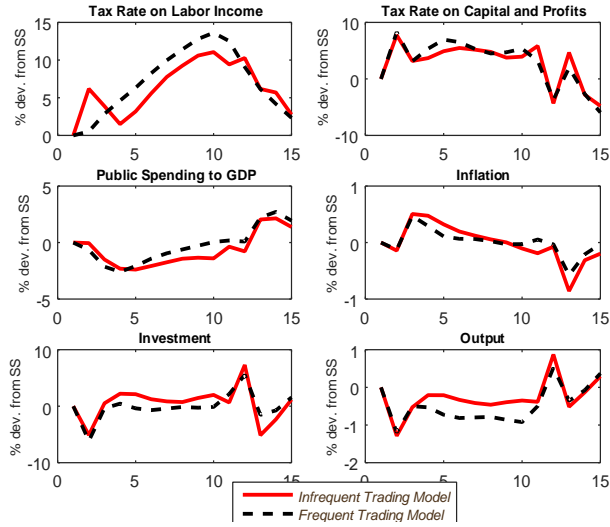 Tax Rate on Labor Income
Tax Rate on Capital and Profits
% dev. from SS
15
10
5
0
0 5 10 15
% dev. from SS
10
0
-10
0 5 10 15
Public Spending to GDP
Inflation
% dev. from SS
5
0
-5
0 5 10 15
% dev. from SS
1
0
-1
0 5 10 15
Investment
Output
% dev. from SS
10
0
-10
0 5 10 15
% dev. from SS
1
0
-1
-2
0 5 10 15
Infrequent Trading Model
Frequent Trading Model